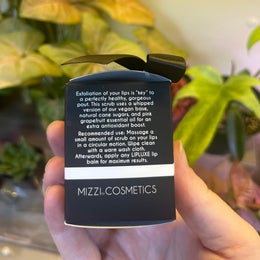 Exfoliation of your lips is "key" to
a perfectly healthy, gorgeous
pout. This scrub uses a whipped
version of our vegan base,
natural cane sugars, and pink
grapefruit essential oil for an
extra antioxidant boost.
Recommended use: Massage a
small amount of scrub on your lips
in a circular motion. Wipe clean
with a warm wash cloth.
Afterwards, apply any LIPLUXE lip
balm for maximum results.
MIZZI COSMETICS